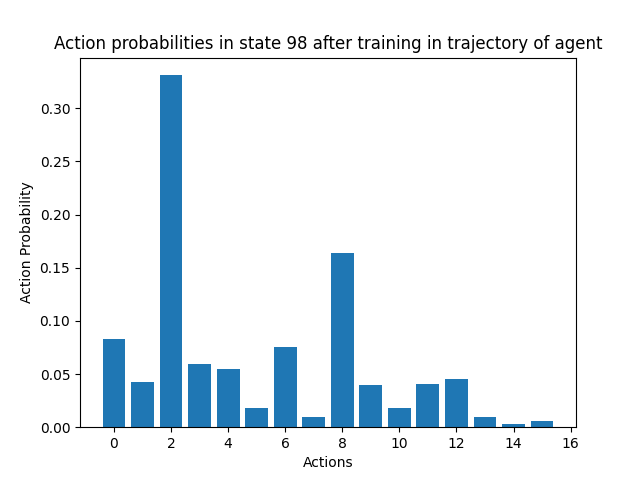 Action probabilities in state 98 after training in trajectory of agent
0.30
0.25
0.20
0.15
0.10
0.05
0.00
Action Probability
0 2 4 6 8 10 12 14 16
Actions